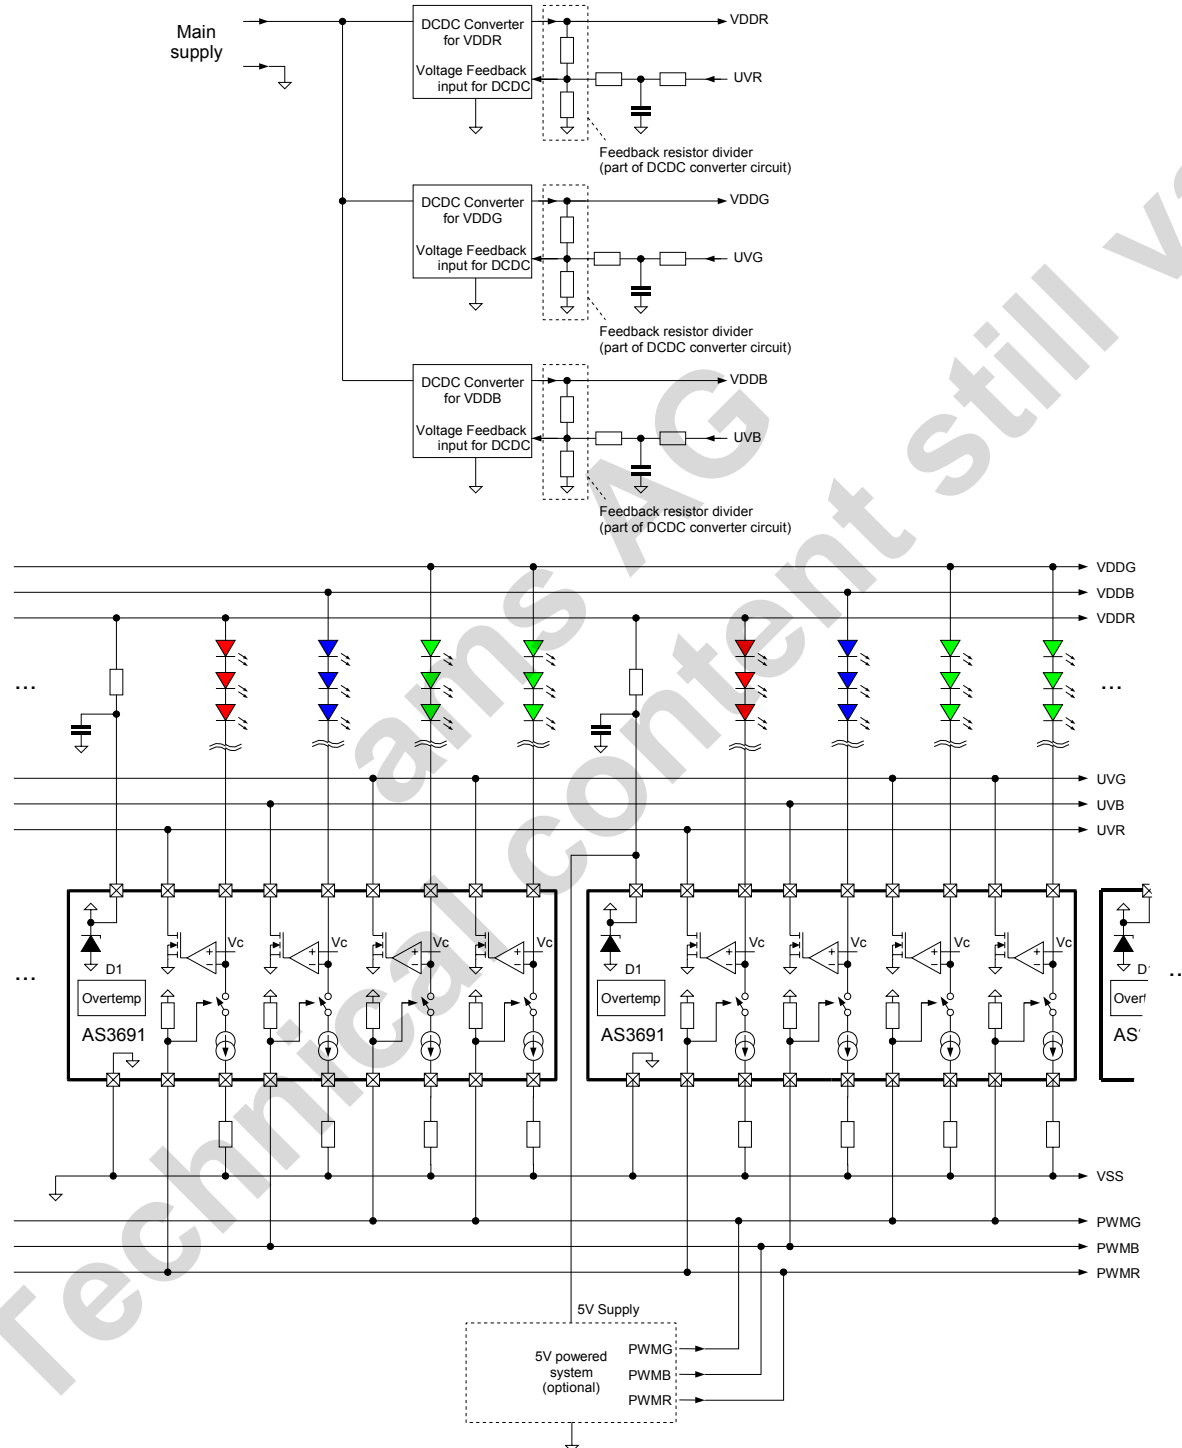 Main
supply
DCDC Converter
for VDDR
Voltage Feedback
input for DCDC
VDDR
UVR
Feedback resistor divider
(part of DCDC converter circuit)
DCDC Converter
for VDDG
Voltage Feedback
input for DCDC
VDDG
UVG
Feedback resistor divider
(part of DCDC converter circuit)
DCDC Converter
for VDDB
Voltage Feedback
input for DCDC
VDDB
UVB
Feedback resistor divider
(part of DCDC converter circuit)
VDDG
VDDB
VDDR
... ...
UVG
UVB
UVR
... Vc Vc Vc Vc Vc Vc Vc Vc ..
+ − + − + − + − + − + − + − + −
D1 D1 D'
Overtemp Overtemp Overt
AS3691 AS3691 AS'
VSS
PWMG
PWMB
PWMR
5V Supply
5V powered
system
(optional)
PWMG
PWMB
PWMR
ams AG
Technical content still va